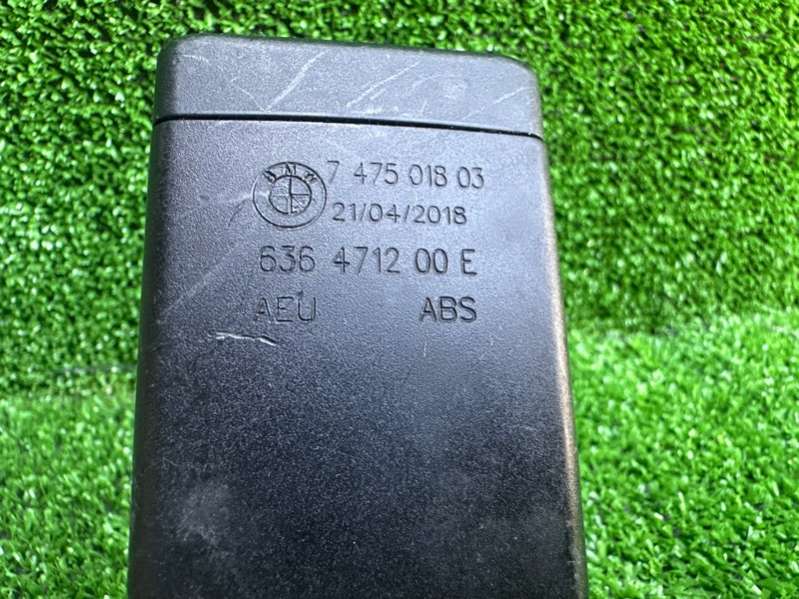 BMW 7 475 018 03
21/04/2018
636 4712 00 E
AEU ABS